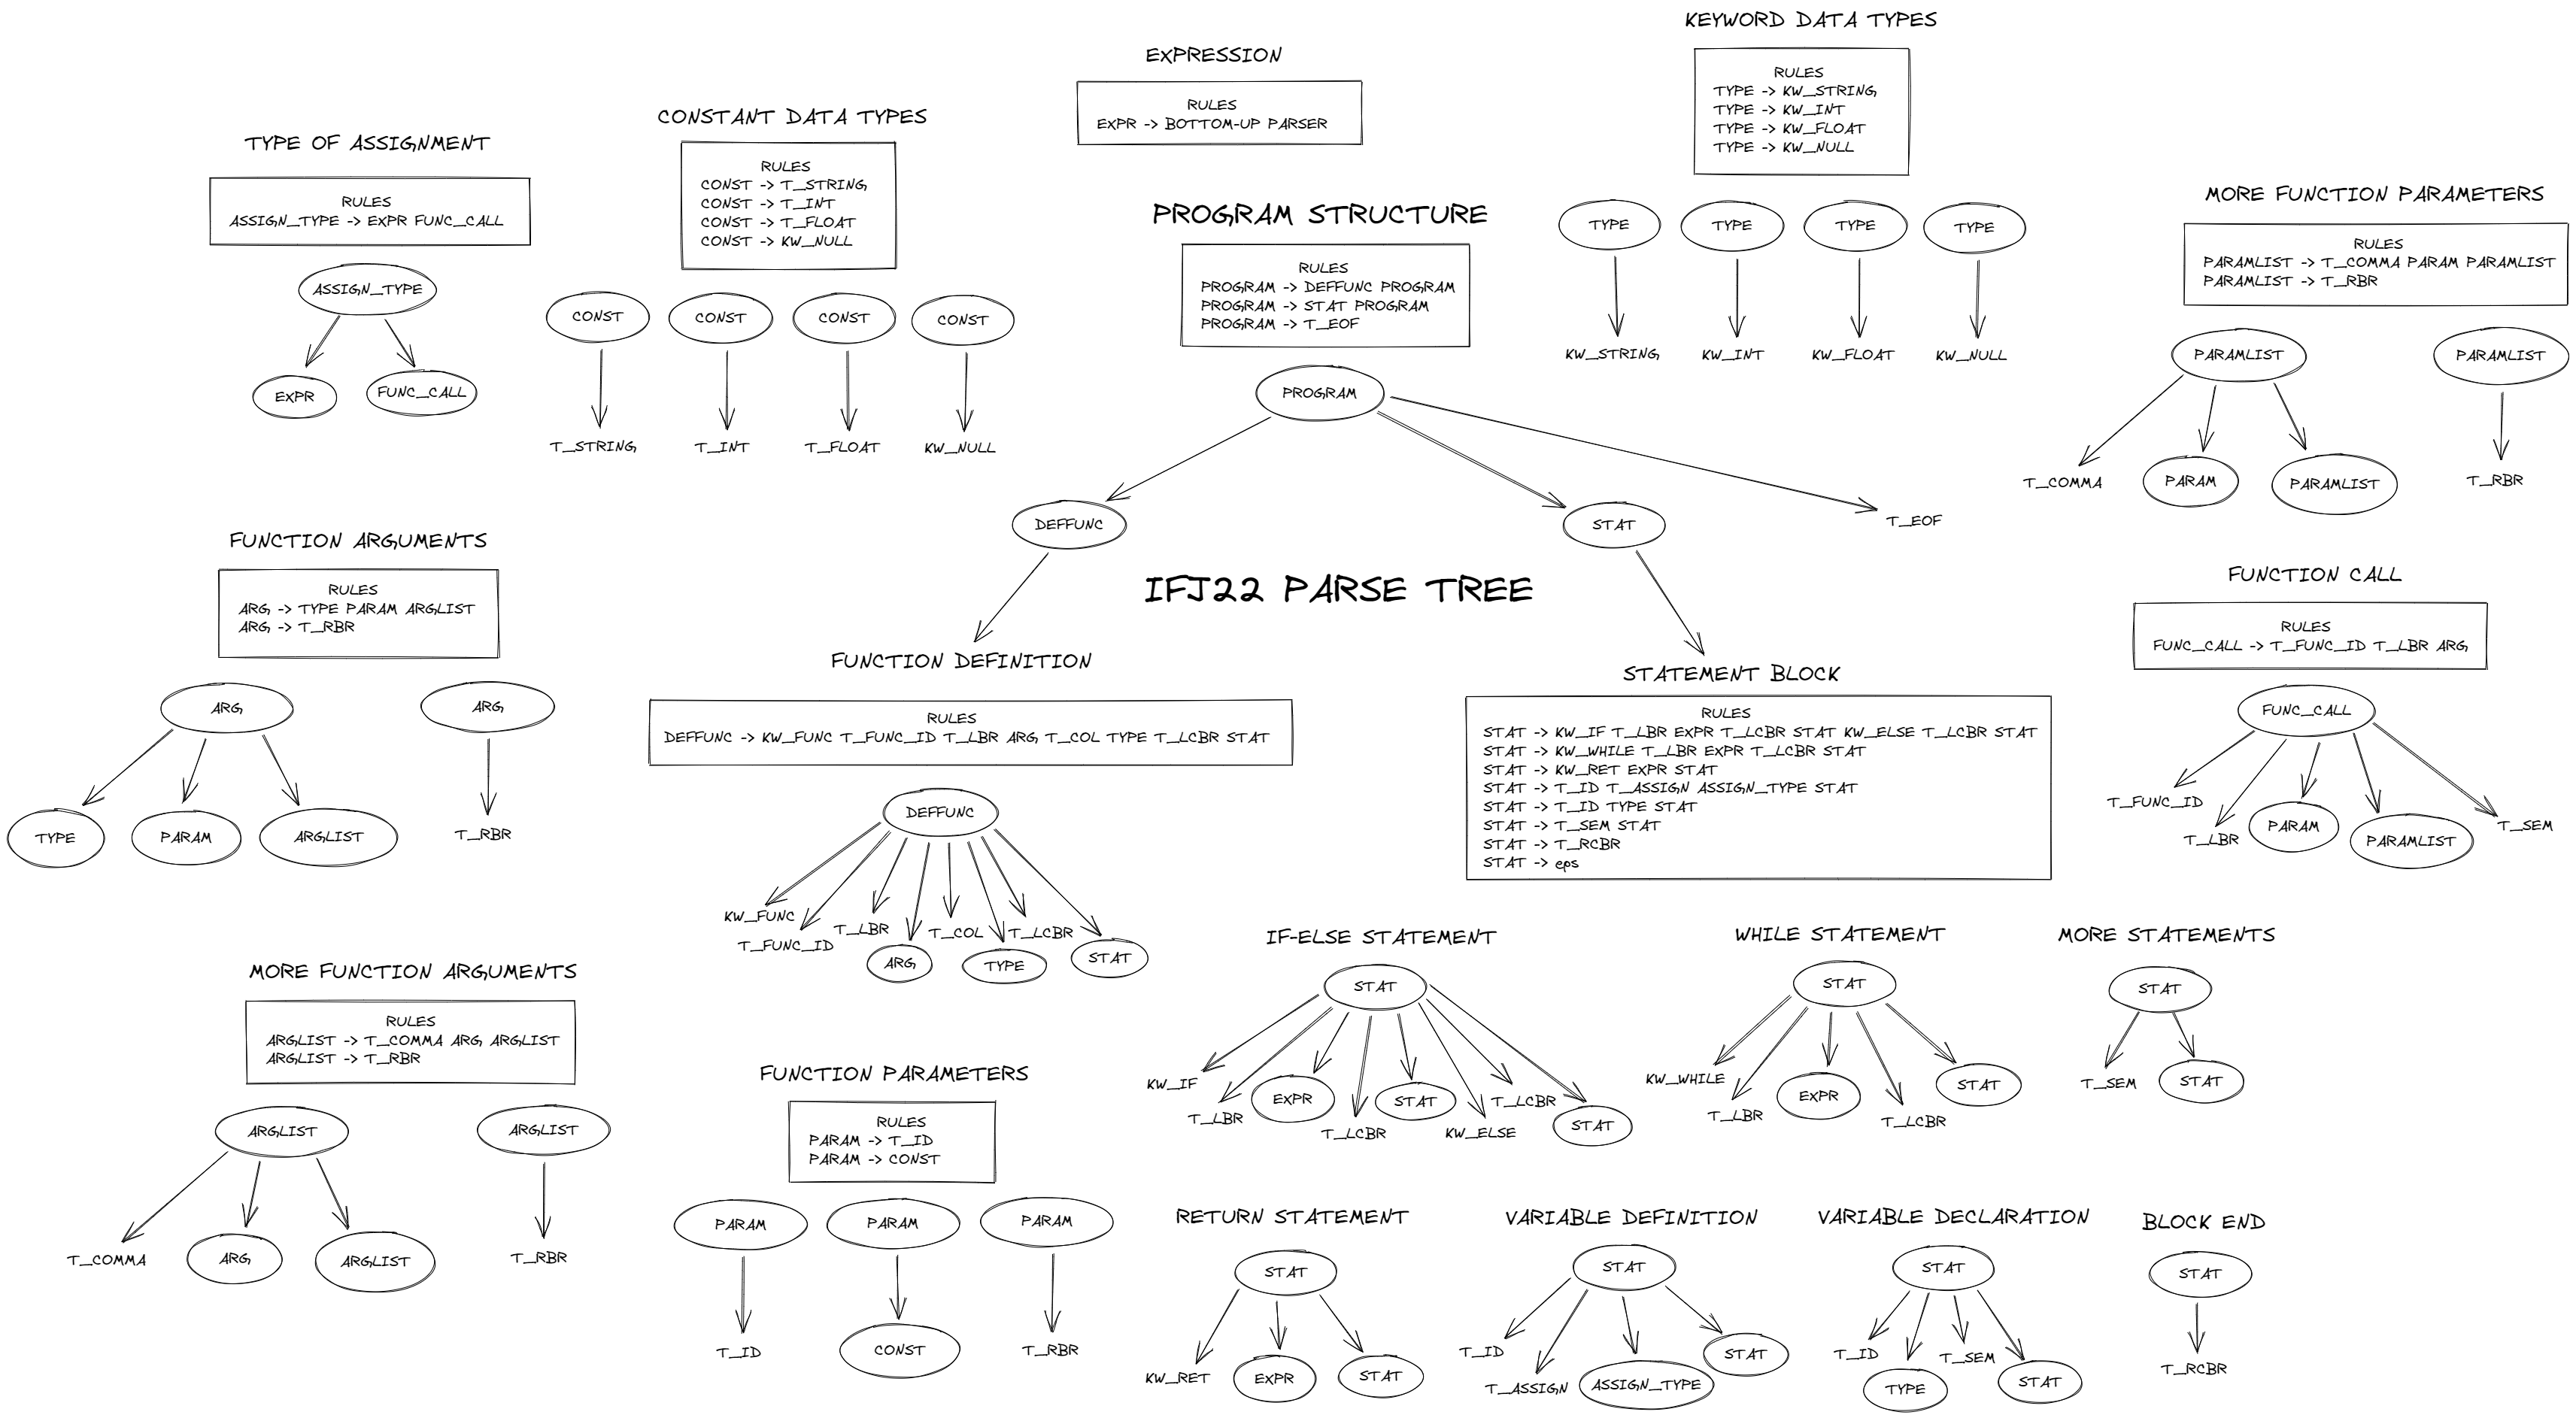 KEYWORD DATA TYPES
RULES
TYPE -> KW_STRING
TYPE -> KW_INT
TYPE -> KW_FLOAT
TYPE -> KW_NULL
TYPE TYPE TYPE TYPE
KW_STRING KW_INT KW_FLOAT KW_NULL
EXPRESSION
RULES
EXPR -> BOTTOM-UP PARSER
CONSTANT DATA TYPES
RULES
CONST -> T_STRING
CONST -> T_INT
CONST -> T_FLOAT
CONST -> KW_NULL
CONST CONST CONST CONST
T_STRING T_INT T_FLOAT KW_NULL
TYPE OF ASSIGNMENT
RULES
ASSIGN_TYPE -> EXPR FUNC_CALL
ASSIGN_TYPE
EXPR FUNC_CALL
PROGRAM STRUCTURE
RULES
PROGRAM -> DEFFUNC PROGRAM
PROGRAM -> STAT PROGRAM
PROGRAM -> T_EOF
PROGRAM
DEFFUNC STAT T_EOF
MORE FUNCTION PARAMETERS
RULES
PARAMLIST -> T_COMMA PARAM PARAMLIST
PARAMLIST -> T_RBR
PARAMLIST PARAMLIST
T_COMMA PARAM PARAMLIST T_RBR
IFJ22 PARSE TREE
FUNCTION ARGUMENTS
RULES
ARG -> TYPE PARAM ARGLIST
ARG -> T_RBR
ARG ARG
TYPE PARAM ARGLIST T_RBR
FUNCTION DEFINITION
RULES
DEFFUNC -> KW_FUNC T_FUNC_ID T_LBR ARG T_COL TYPE T_LCBR STAT
DEFFUNC
KW_FUNC T_FUNC_ID T_LBR ARG T_COL TYPE T_LCBR STAT
STATEMENT BLOCK
RULES
STAT -> KW_IF T_LBR EXPR T_LCBR STAT KW_ELSE T_LCBR STAT
STAT -> KW_WHILE T_LBR EXPR T_LCBR STAT
STAT -> KW_RET EXPR STAT
STAT -> T_ID T_ASSIGN ASSIGN_TYPE STAT
STAT -> T_ID TYPE STAT
STAT -> T_SEM STAT
STAT -> T_RCBR
STAT -> eps
FUNCTION CALL
RULES
FUNC_CALL -> T_FUNC_ID T_LBR ARG
FUNC_CALL
T_FUNC_ID T_LBR PARAM PARAMLIST T_SEM
MORE FUNCTION ARGUMENTS
RULES
ARGLIST -> T_COMMA ARG ARGLIST
ARGLIST -> T_RBR
ARGLIST ARGLIST
T_COMMA ARG ARGLIST T_RBR
FUNCTION PARAMETERS
RULES
PARAM -> T_ID
PARAM -> CONST
PARAM PARAM PARAM
T_ID CONST T_RBR
IF-ELSE STATEMENT
STAT
KW_IF T_LBR EXPR T_LCBR STAT KW_ELSE T_LCBR STAT
WHILE STATEMENT
STAT
KW_WHILE T_LBR EXPR T_LCBR STAT
MORE STATEMENTS
STAT
T_SEM STAT
RETURN STATEMENT
STAT
KW_RET EXPR STAT
VARIABLE DEFINITION
STAT
T_ID T_ASSIGN ASSIGN_TYPE STAT
VARIABLE DECLARATION
STAT
T_ID TYPE T_SEM STAT
BLOCK END
STAT
T_RCBR